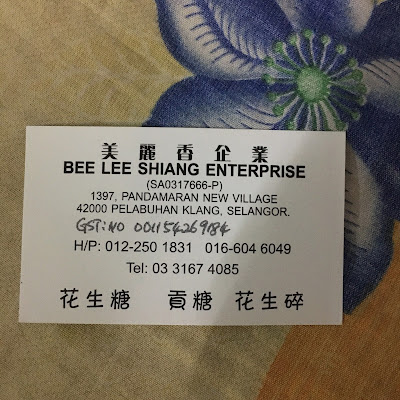 美麗香企業
BEE LEE SHIANG ENTERPRISE
(SA0317666-P)
1397, PANDAMARAN NEW VILLAGE
42000 PELABUHAN KLANG, SELANGOR.
GST: NO 001154269184
H/P: 012-250 1831 016-604 6049
Tel: 03 3167 4085
花生糖 貢糖 花生碎